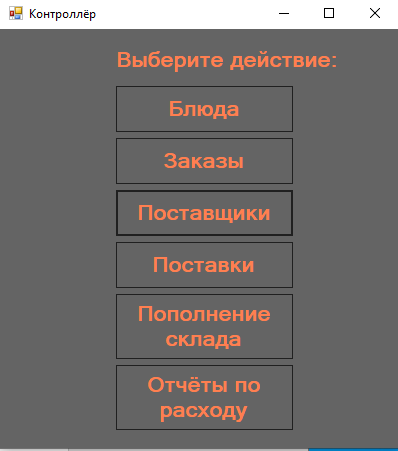 Контроллёр
Выберите действие:
Блюда
Заказы
Поставщики
Поставки
Пополнение
склада
Отчёты по
расходу